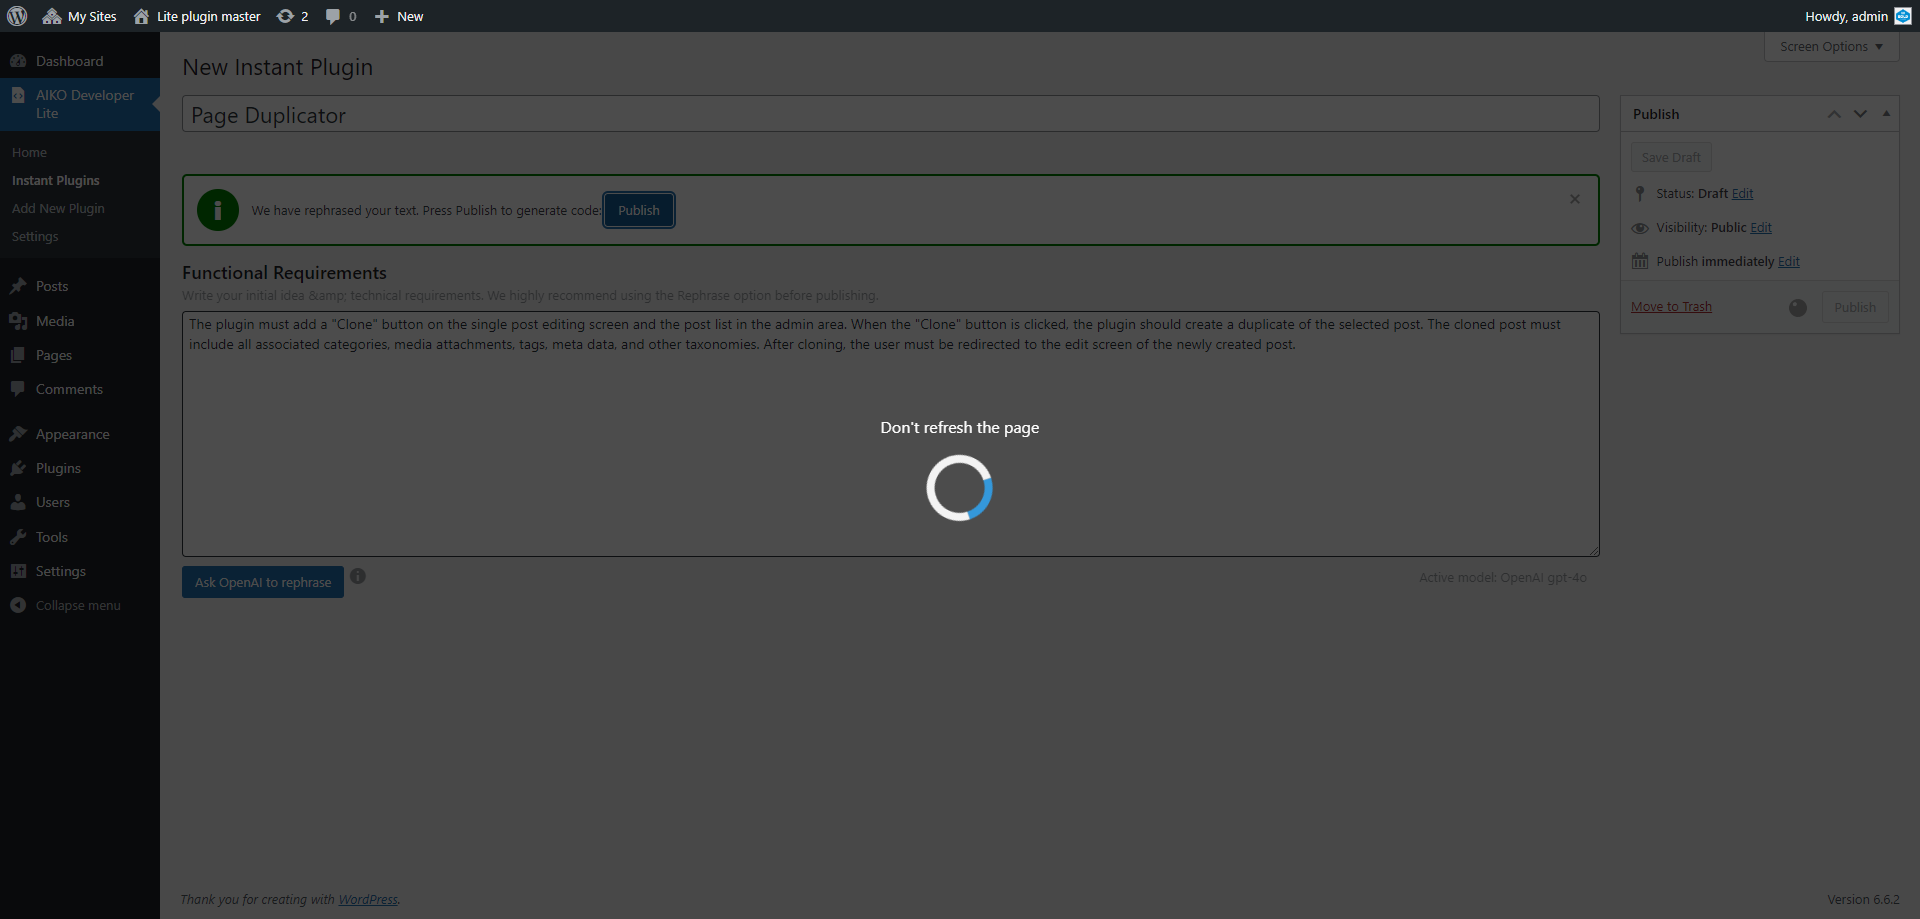 My Sites
Lite plugin master
2
0
New
Howdy, admin
Dashboard
AIKO Developer
Lite
Home
Instant Plugins
Add New Plugin
Settings
Posts
Media
Pages
Comments
Appearance
Plugins
Users
Tools
Settings
Collapse menu
Screen Options
New Instant Plugin
Page Duplicator
We have rephrased your text. Press Publish to generate code:
Publish
Functional Requirements
Write your initial idea &amp; technical requirements. We highly recommend using the Rephrase option before publishing.
The plugin must add a "Clone" button on the single post editing screen and the post list in the admin area. When the "Clone" button is clicked, the plugin should create a duplicate of the selected post. The cloned post must
include all associated categories, media attachments, tags, meta data, and other taxonomies. After cloning, the user must be redirected to the edit screen of the newly created post.
Don't refresh the page
Ask OpenAI to rephrase
Active model: OpenAI gpt-4o
Publish
Save Draft
Status: Draft Edit
Visibility: Public Edit
Publish immediately Edit
Move to Trash
Publish
Thank you for creating with WordPress.
Version 6.6.2